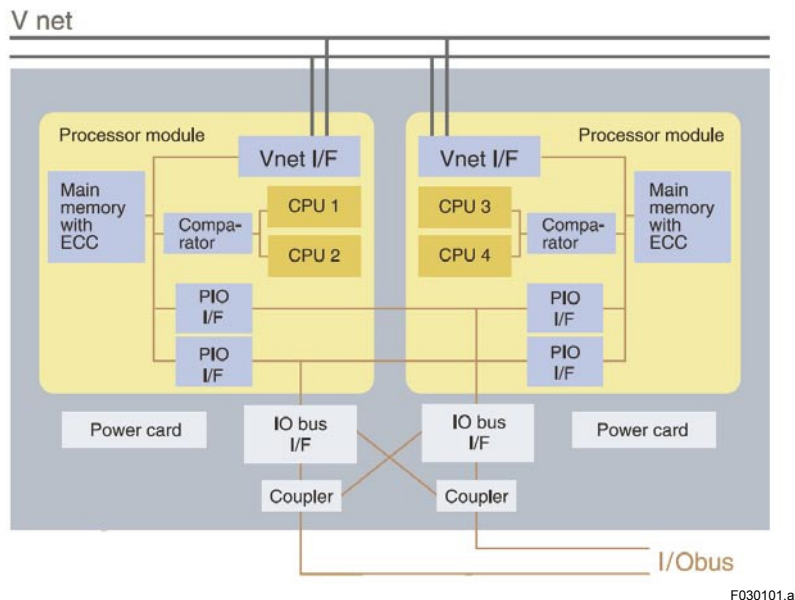 V net
Processor module
Processor module
Vnet I/F
Vnet I/F
Main
memory
with
ECC
Compa-
rator
CPU 1
CPU 2
CPU 3
CPU 4
Compa-
rator
Main
memory
with
ECC
PIO
I/F
PIO
I/F
PIO
I/F
PIO
I/F
Power card
IO bus
I/F
IO bus
I/F
Power card
Coupler
Coupler
I/Obus
F030101.a